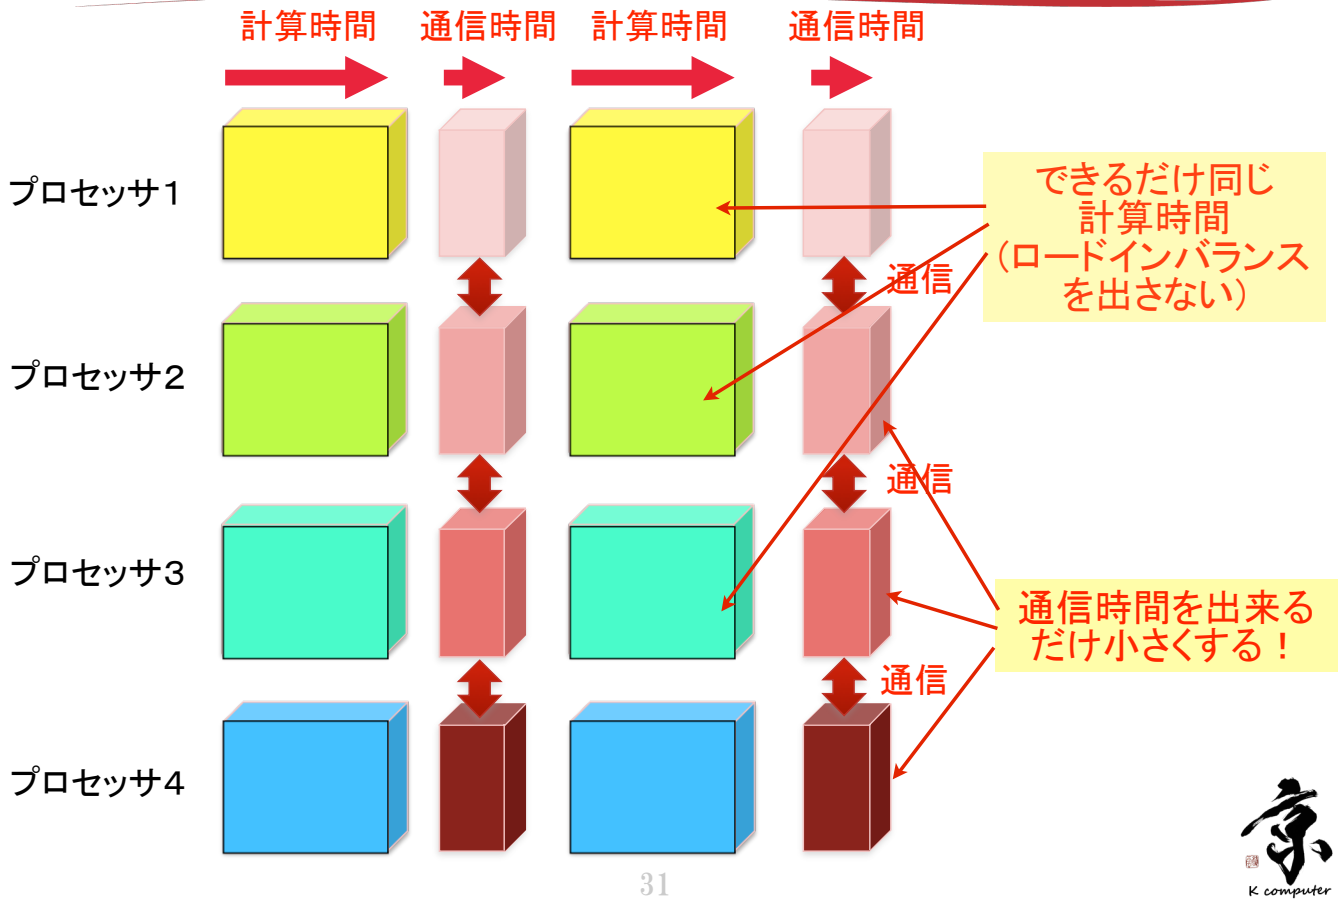 計算時間 通信時間 計算時間 通信時間
プロセッサ1
できるだけ同じ
計算時間
(ロードインバランス
を出さない)
通信
プロセッサ2
通信
プロセッサ3
通信時間を出来る
だけ小さくする！
通信
プロセッサ4
京
K computer
31